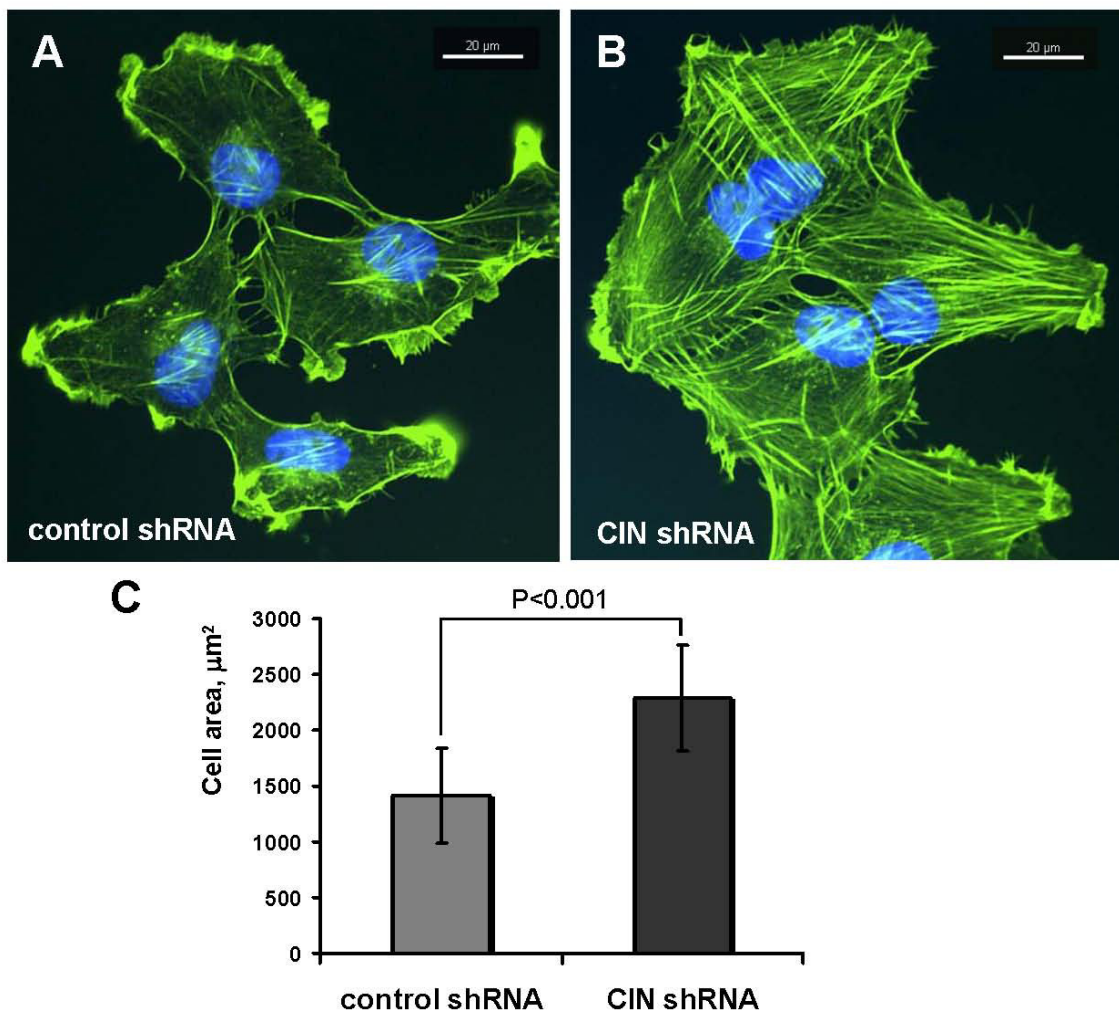 A
20 µm
control shRNA
B
20 µm
CIN shRNA
C
P<0.001
Cell area, µm²
3000
2500
2000
1500
1000
500
0
control shRNA
CIN shRNA